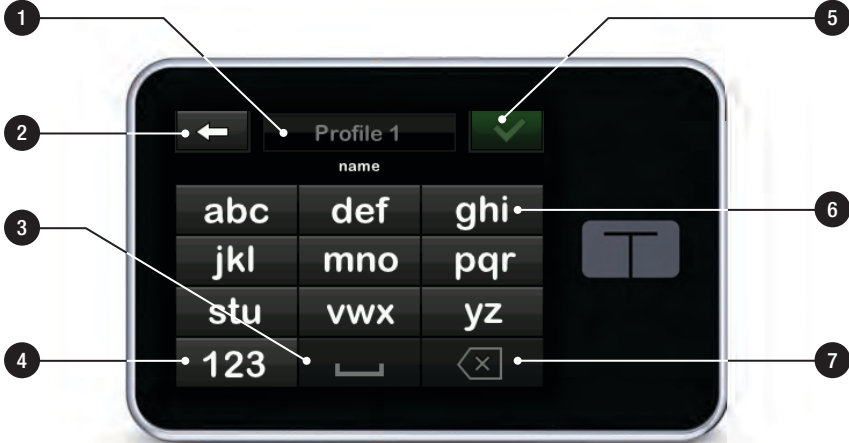 1
5
2
Profile 1
name
abc def ghi
6
3
jkl mno pqr
stu vwx yz
4
123
7